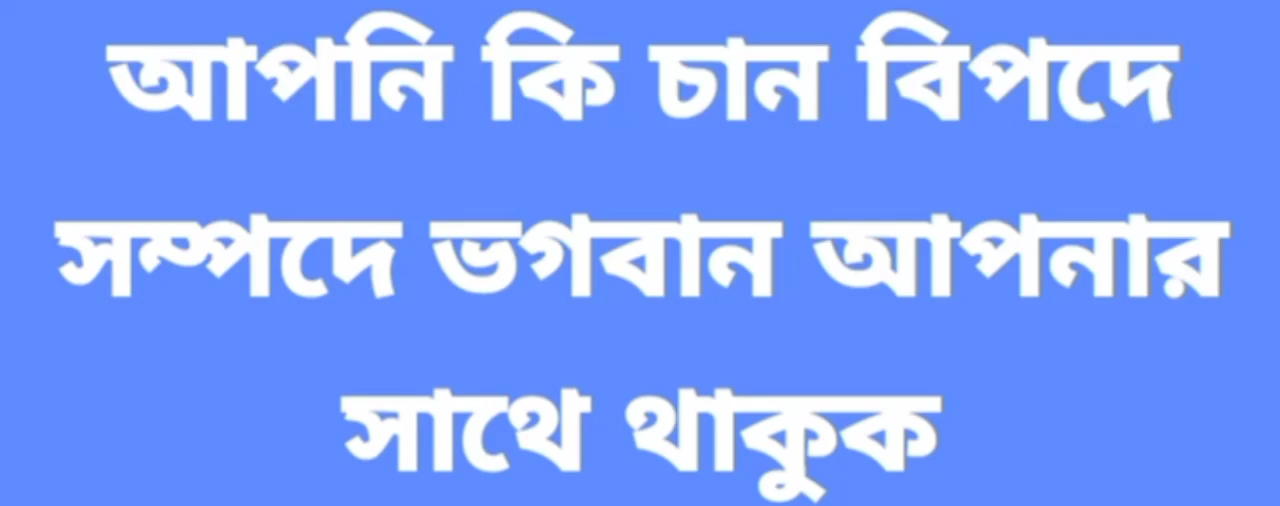 আপনি কি চান বিপদে
সম্পদে ভগবান আপনার
সাথে থাকুক